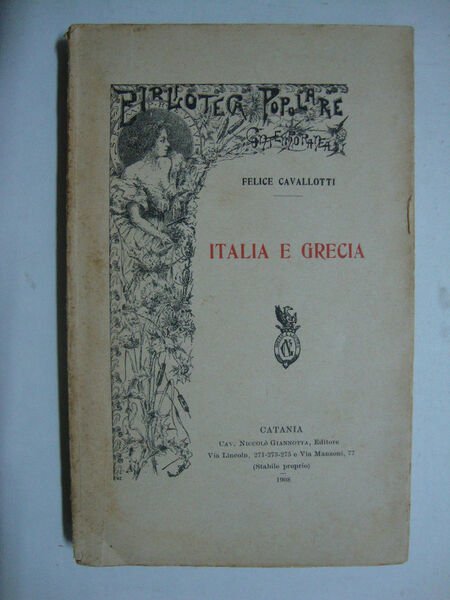 BIBLIOTECA POPOLARE
CONTEMPORANEA
FELICE CAVALLOTTI
ITALIA E GRECIA
CATANIA
CAV. NICCOLÒ GIANNOTTA, Editore
Via Lincoln, 271-273-275 e Via Manzoni, 77
(Stabile proprio)
1908